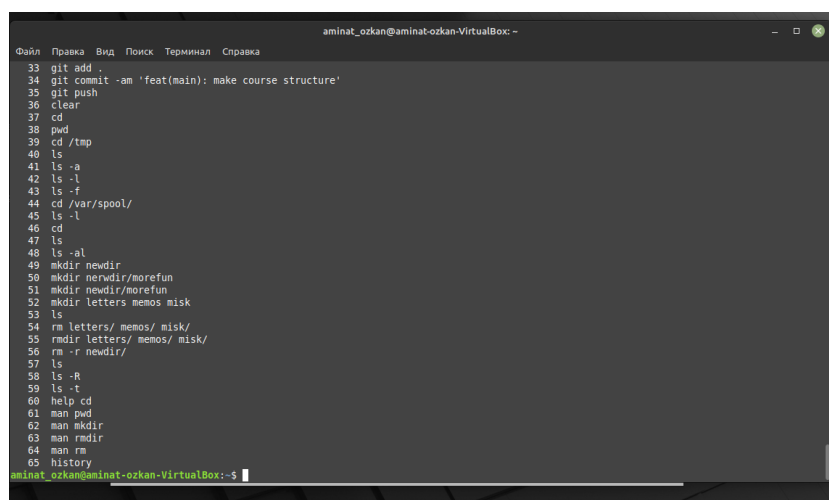 aminat_ozkan@aminat-ozkan-VirtualBox: ~
Файл Правка Вид Поиск Терминал Справка
33 git add .
34 git commit -am 'feat(main): make course structure'
35 git push
36 clear
37 cd
38 pwd
39 cd /tmp
40 ls
41 ls -a
42 ls -l
43 ls -f
44 cd /var/spool/
45 ls -l
46 cd
47 ls
48 ls -al
49 mkdir newdir
50 mkdir nerwdir/morefun
51 mkdir newdir/morefun
52 mkdir letters memos misk
53 ls
54 rm letters/ memos/ misk/
55 rmdir letters/ memos/ misk/
56 rm -r newdir/
57 ls
58 ls -R
59 ls -t
60 help cd
61 man pwd
62 man mkdir
63 man rmdir
64 man rm
65 history
aminat_ozkan@aminat-ozkan-VirtualBox:~$